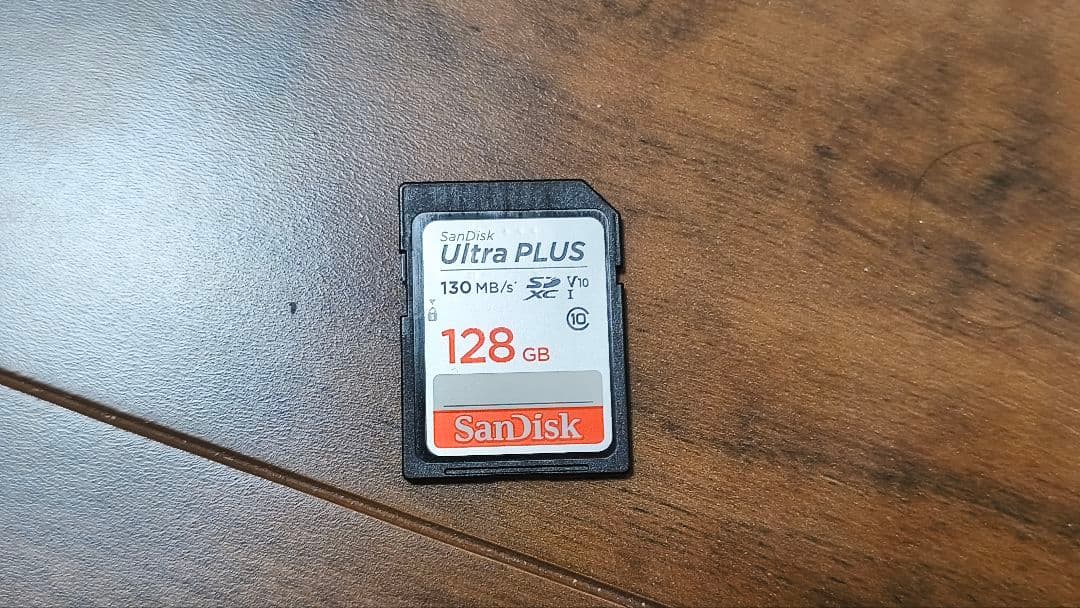 SanDisk
Ultra PLUS
130 MB/s* SD XC V10 I
10
128 GB
SanDisk